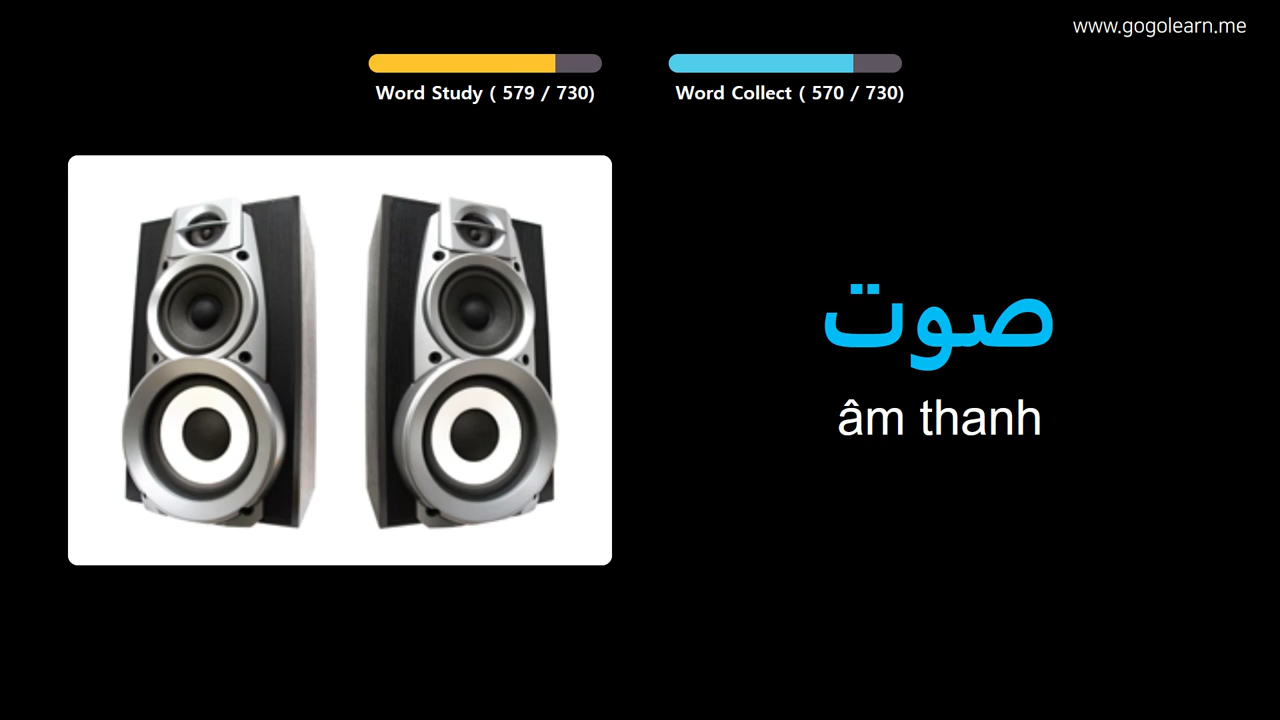 www.gogolearn.me
Word Study ( 579 / 730)
Word Collect ( 570 / 730)
صوت
âm thanh